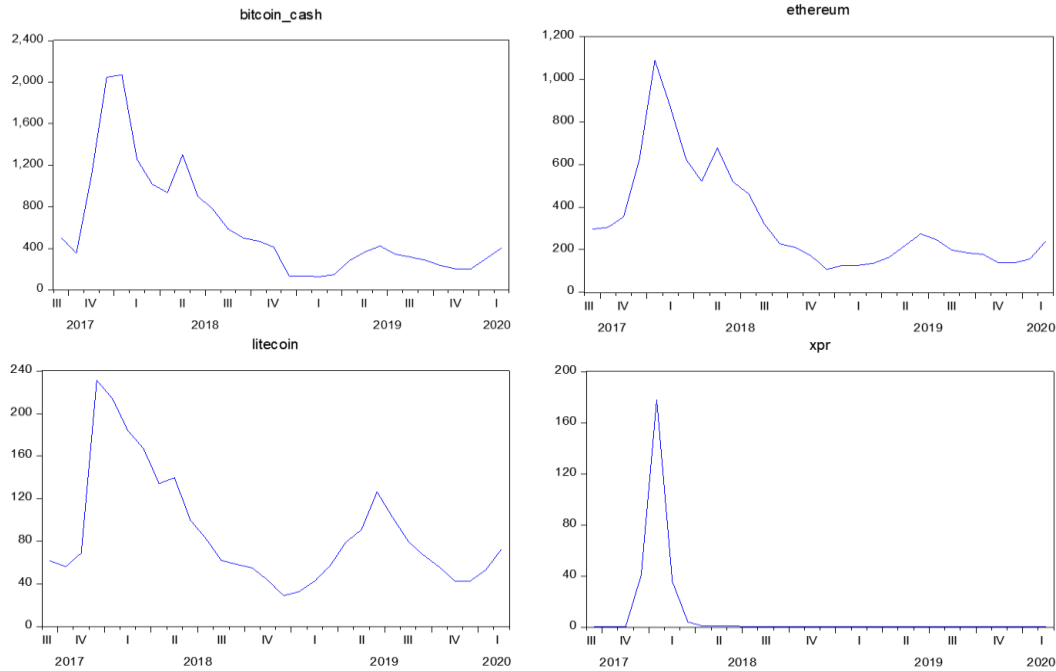 bitcoin_cash
2,400
2,000
1,600
1,200
800
400
0
III IV I II III IV I II III IV I
2017 2018 2019 2020
ethereum
1,200
1,000
800
600
400
200
0
III IV I II III IV I II III IV I
2017 2018 2019 2020
litecoin
240
200
160
120
80
40
0
III IV I II III IV I II III IV I
2017 2018 2019 2020
xpr
200
160
120
80
40
0
III IV I II III IV I II III IV I
2017 2018 2019 2020